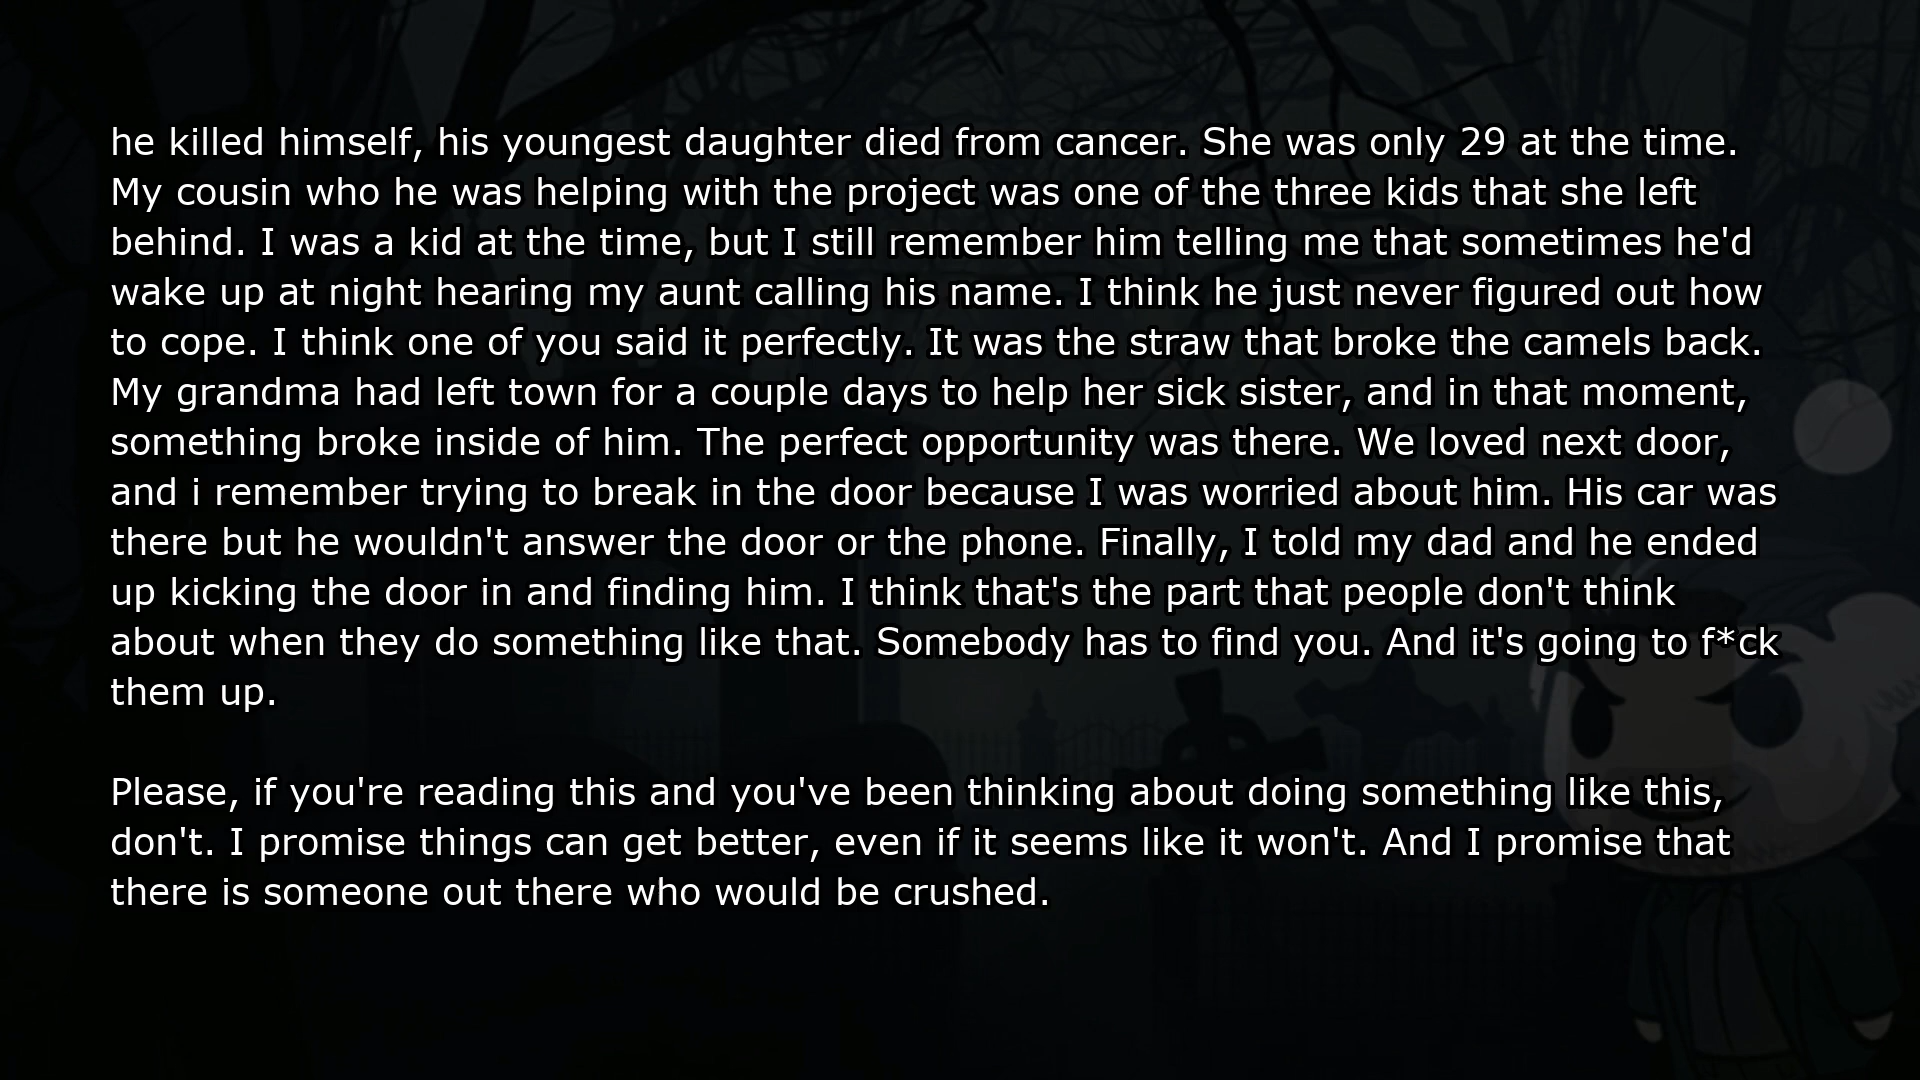 he killed himself, his youngest daughter died from cancer. She was only 29 at the time.
My cousin who he was helping with the project was one of the three kids that she left
behind. I was a kid at the time, but I still remember him telling me that sometimes he'd
wake up at night hearing my aunt calling his name. I think he just never figured out how
to cope. I think one of you said it perfectly. It was the straw that broke the camels back.
My grandma had left town for a couple days to help her sick sister, and in that moment,
something broke inside of him. The perfect opportunity was there. We loved next door,
and i remember trying to break in the door because I was worried about him. His car was
there but he wouldn't answer the door or the phone. Finally, I told my dad and he ended
up kicking the door in and finding him. I think that's the part that people don't think
about when they do something like that. Somebody has to find you. And it's going to f*ck
them up.

Please, if you're reading this and you've been thinking about doing something like this,
don't. I promise things can get better, even if it seems like it won't. And I promise that
there is someone out there who would be crushed.